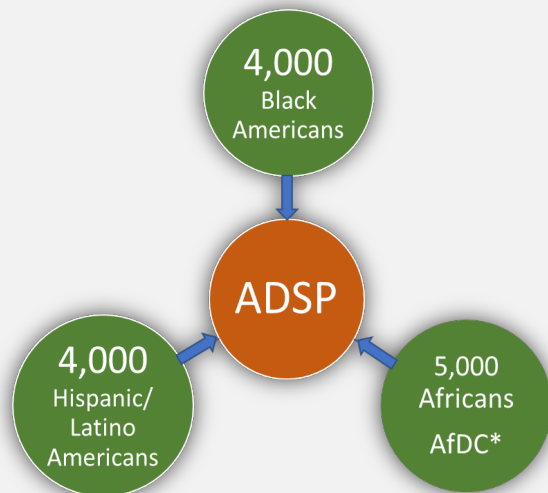 4,000
Black
Americans
ADSP
4,000
Hispanic/
Latino
Americans
5,000
Africans
AfDC*